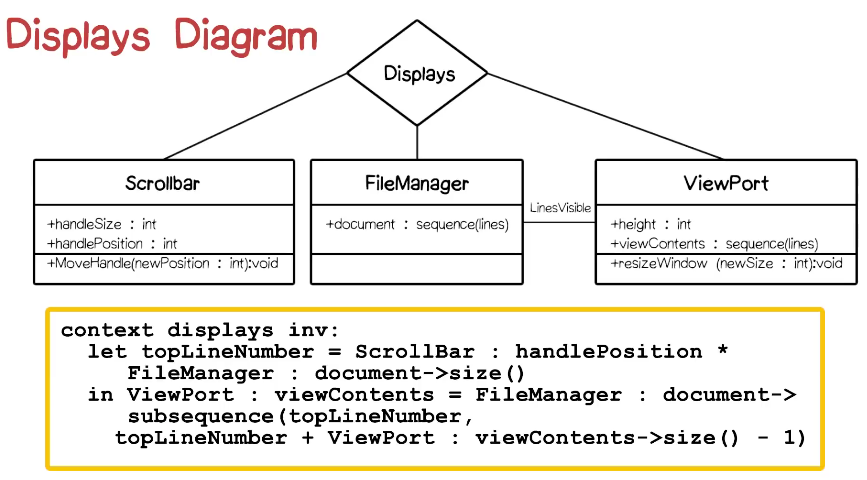 Displays Diagram
Displays
Scrollbar
+handleSize : int
+handlePosition : int
+MoveHandle(newPosition : int):void
FileManager
+document : sequence(lines)
LinesVisible
ViewPort
+height : int
+viewContents : sequence(lines)
+resizeWindow (newSize : int):void
context displays inv:
let topLineNumber = ScrollBar : handlePosition *
FileManager : document->size()
in ViewPort : viewContents = FileManager : document->
subsequence(topLineNumber,
topLineNumber + ViewPort : viewContents->size() - 1)